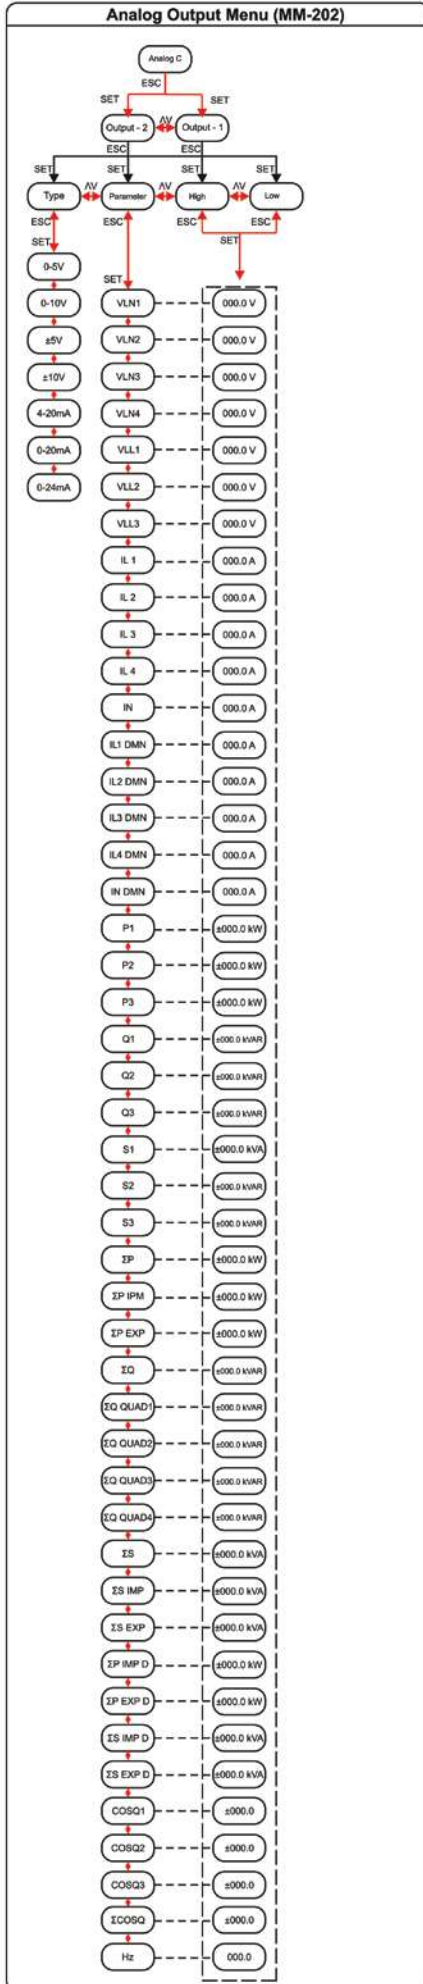 Analog Output Menu (MM-202)
Analog C
ESC
SET SET
Output - 2 ΛV Output - 1
ESC ESC
SET SET SET SET
Type ΛV Parameter ΛV High ΛV Low
ESC ESC ESC ESC
SET SET
0-5V
SET
0-10V VLN1 000.0 V
±5V VLN2 000.0 V
±10V VLN3 000.0 V
4-20mA VLN4 000.0 V
0-20mA VLL1 000.0 V
0-24mA VLL2 000.0 V
VLL3 000.0 V
IL 1 000.0 A
IL 2 000.0 A
IL 3 000.0 A
IL 4 000.0 A
IN 000.0 A
IL1 DMN 000.0 A
IL2 DMN 000.0 A
IL3 DMN 000.0 A
IL4 DMN 000.0 A
IN DMN 000.0 A
P1 ±000.0 kW
P2 ±000.0 kW
P3 ±000.0 kW
Q1 ±000.0 kVAR
Q2 ±000.0 kVAR
Q3 ±000.0 kVAR
S1 ±000.0 kVA
S2 ±000.0 kVAR
S3 ±000.0 kVAR
ΣP ±000.0 kW
ΣP IPM ±000.0 kW
ΣP EXP ±000.0 kW
ΣQ ±000.0 kVAR
ΣQ QUAD1 ±000.0 kVAR
ΣQ QUAD2 ±000.0 kVAR
ΣQ QUAD3 ±000.0 kVAR
ΣQ QUAD4 ±000.0 kVAR
ΣS ±000.0 kVA
ΣS IMP ±000.0 kVA
ΣS EXP ±000.0 kVA
ΣP IMP D ±000.0 kW
ΣP EXP D ±000.0 kW
ΣS IMP D ±000.0 kVA
ΣS EXP D ±000.0 kVA
COSQ1 ±000.0
COSQ2 ±000.0
COSQ3 ±000.0
ΣCOSQ ±000.0
Hz 000.0